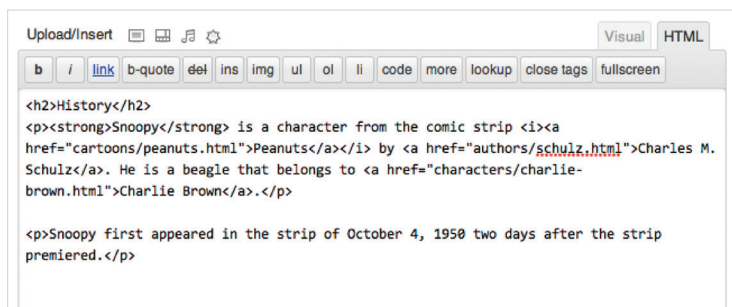 Upload/Insert Visual HTML
b i link b-quote del ins img ul ol li code more lookup close tags fullscreen
<h2>History</h2>
<p><strong>Snoopy</strong> is a character from the comic strip <i><a
href="cartoons/peanuts.html">Peanuts</a></i> by <a href="authors/schulz.html">Charles M.
Schulz</a>. He is a beagle that belongs to <a href="characters/charlie-
brown.html">Charlie Brown</a>.</p>
<p>Snoopy first appeared in the strip of October 4, 1950 two days after the strip
premiered.</p>